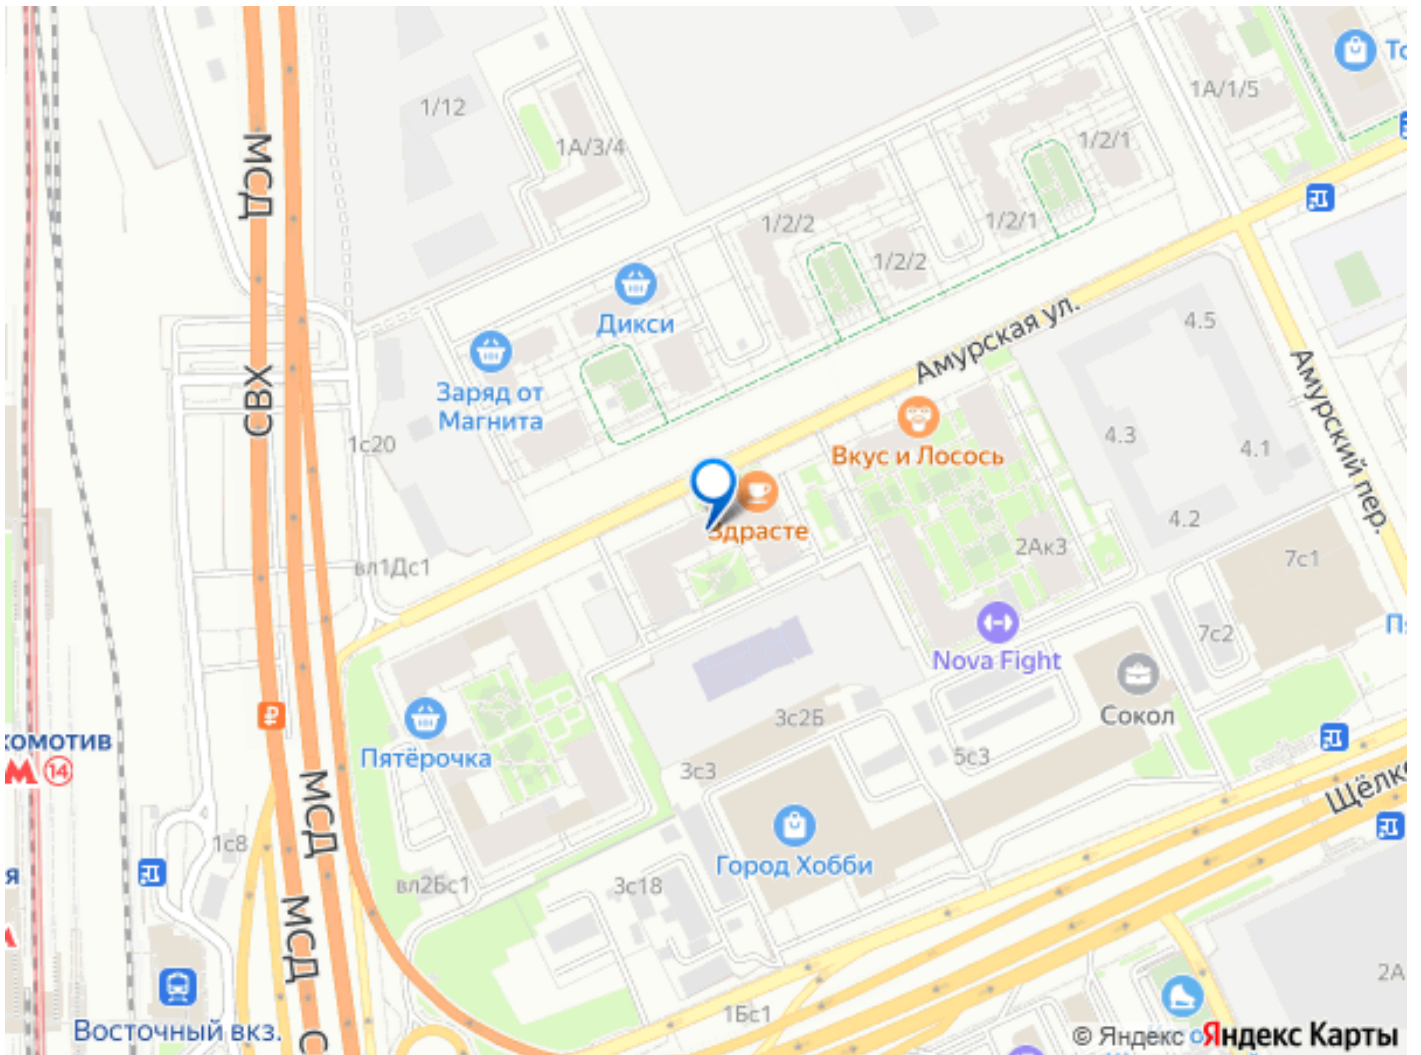 1/12
1А/3/4
1А/1/5
1/2/1
1/2/2
1/2/1
1/2/2
МСД
Дикси
Амурская ул.
4.5
Заряд от
Магнита
СВХ
1с20
Амурский пер.
4.3
4.1
Вкус и Лосось
4.2
Здрасте
2Ак3
7с1
вл1Дс1
7с2
Nova Fight
Сокол
3с2Б
5с3
комотив
14
Пятёрочка
3с3
МСД
Щёлко
1с8
Город Хобби
вл2Бс1
3с18
МСД
2А
1Бс1
Восточный вкз.
© Яндекс
Яндекс Карты